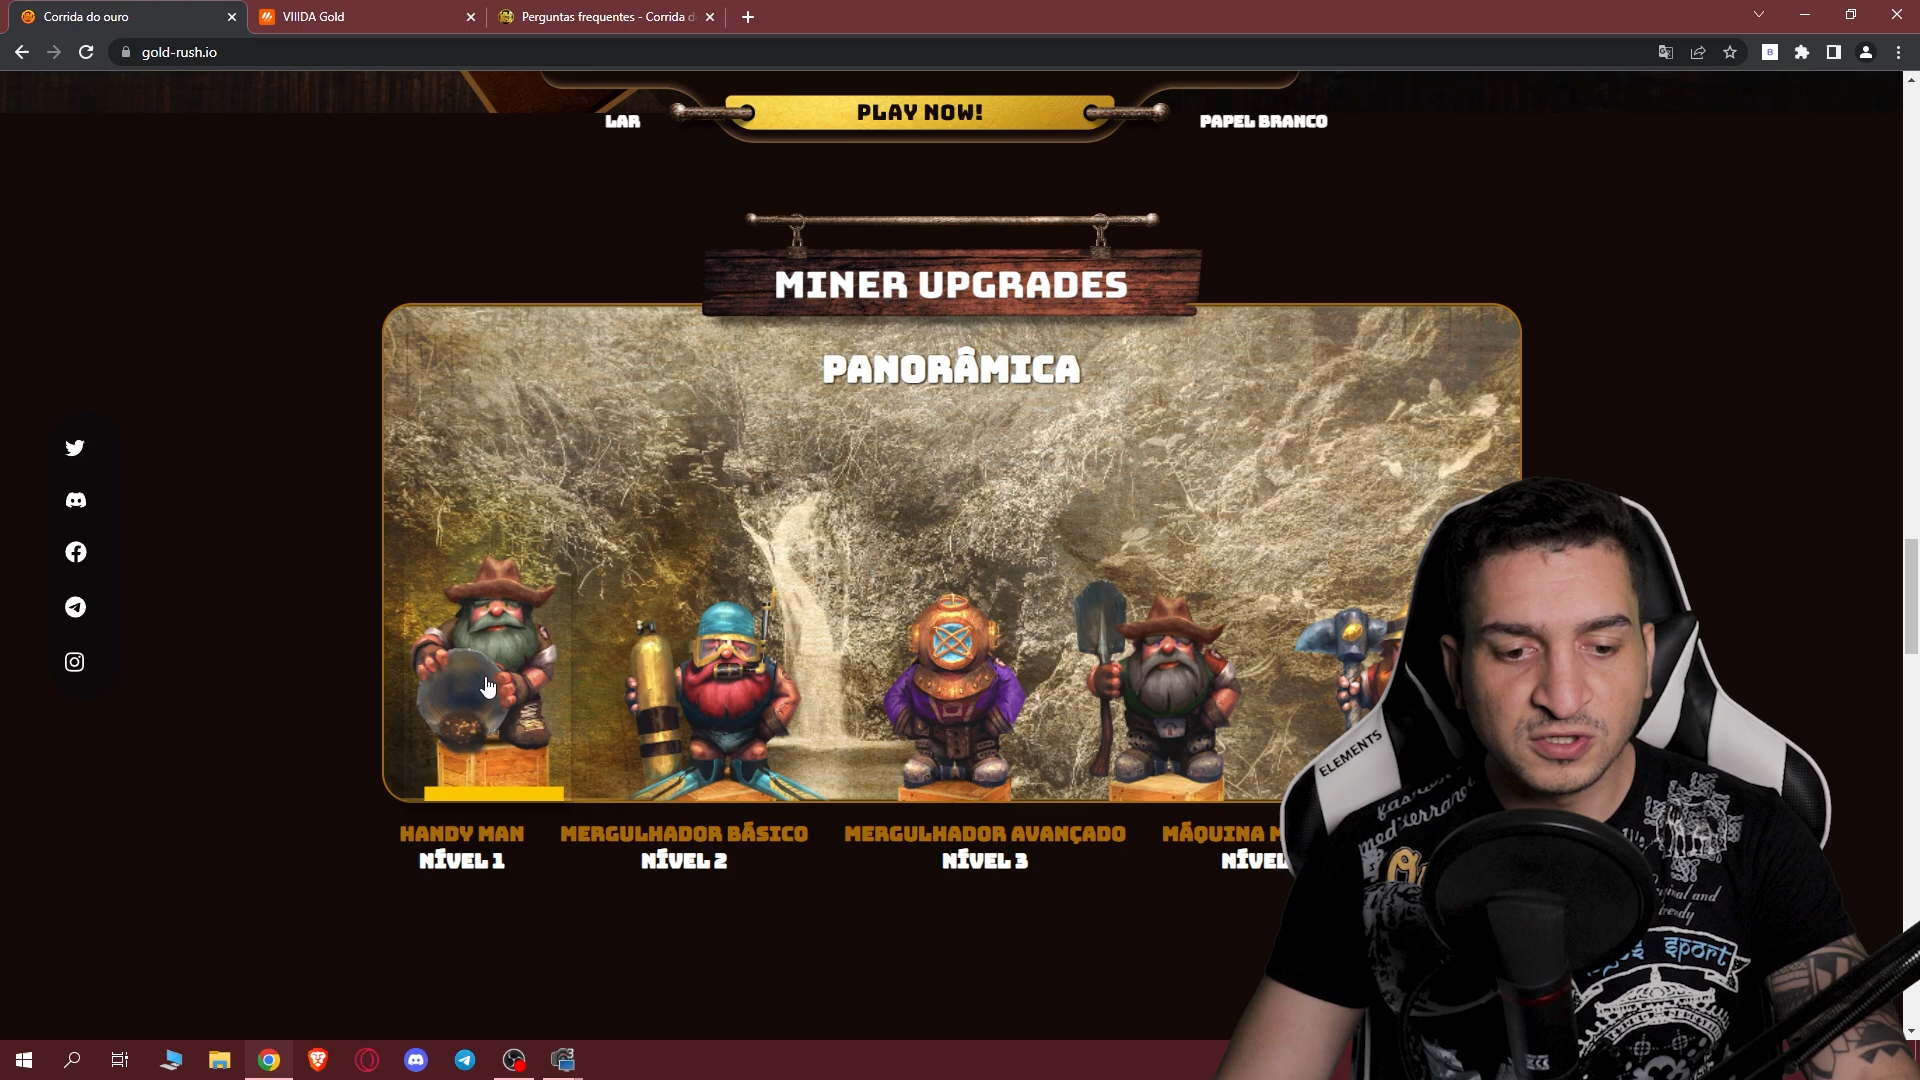 Corrida do ouro
VIIIDA Gold
Perguntas frequentes - Corrida d
gold-rush.io
LAR
PLAY NOW!
PAPEL BRANCO
MINER UPGRADES
PANORÂMICA
HANDY MAN
NÍVEL 1
MERGULHADOR BÁSICO
NÍVEL 2
MERGULHADOR AVANÇADO
NÍVEL 3
MÁQUINA M
NÍVEL
ELEMENTS